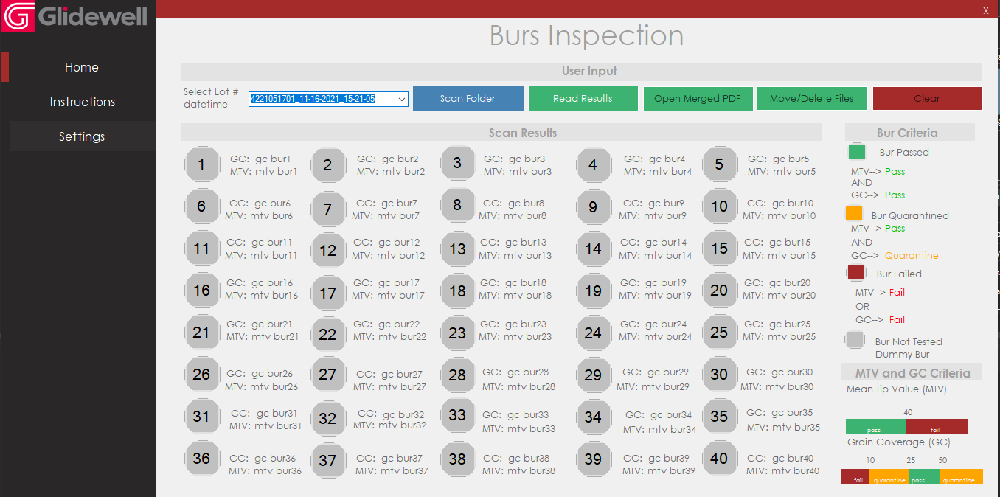 Glidewell
- X
Home
Instructions
Settings
Burs Inspection
User Input
Select Lot #
datetime
4221051701_11-16-2021_15-21-05
Scan Folder
Read Results
Open Merged PDF
Move/Delete Files
Clear
Scan Results
1 GC: gc bur1
MTV: mtv bur1
2 GC: gc bur2
MTV: mtv bur2
3 GC: gc bur3
MTV: mtv bur3
4 GC: gc bur4
MTV: mtv bur4
5 GC: gc bur5
MTV: mtv bur5
6 GC: gc bur6
MTV: mtv bur6
7 GC: gc bur7
MTV: mtv bur7
8 GC: gc bur8
MTV: mtv bur8
9 GC: gc bur9
MTV: mtv bur9
10 GC: gc bur10
MTV: mtv bur10
11 GC: gc bur11
MTV: mtv bur11
12 GC: gc bur12
MTV: mtv bur12
13 GC: gc bur13
MTV: mtv bur13
14 GC: gc bur14
MTV: mtv bur14
15 GC: gc bur15
MTV: mtv bur15
16 GC: gc bur16
MTV: mtv bur16
17 GC: gc bur17
MTV: mtv bur17
18 GC: gc bur18
MTV: mtv bur18
19 GC: gc bur19
MTV: mtv bur19
20 GC: gc bur20
MTV: mtv bur20
21 GC: gc bur21
MTV: mtv bur21
22 GC: gc bur22
MTV: mtv bur22
23 GC: gc bur23
MTV: mtv bur23
24 GC: gc bur24
MTV: mtv bur24
25 GC: gc bur25
MTV: mtv bur25
26 GC: gc bur26
MTV: mtv bur26
27 GC: gc bur27
MTV: mtv bur27
28 GC: gc bur28
MTV: mtv bur28
29 GC: gc bur29
MTV: mtv bur29
30 GC: gc bur30
MTV: mtv bur30
31 GC: gc bur31
MTV: mtv bur31
32 GC: gc bur32
MTV: mtv bur32
33 GC: gc bur33
MTV: mtv bur33
34 GC: gc bur34
MTV: mtv bur34
35 GC: gc bur35
MTV: mtv bur35
36 GC: gc bur36
MTV: mtv bur36
37 GC: gc bur37
MTV: mtv bur37
38 GC: gc bur38
MTV: mtv bur38
39 GC: gc bur39
MTV: mtv bur39
40 GC: gc bur40
MTV: mtv bur40
Bur Criteria
Bur Passed
MTV--> Pass
AND
GC--> Pass
Bur Quarantined
MTV--> Pass
AND
GC--> Quarantine
Bur Failed
MTV--> Fail
OR
GC--> Fail
Bur Not Tested
Dummy Bur
MTV and GC Criteria
Mean Tip Value (MTV)
40
pass fail
Grain Coverage (GC)
10 25 50
fail quarantine pass quarantine